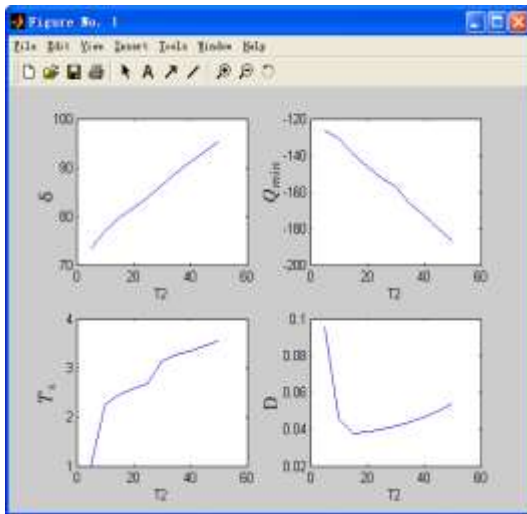 Figure No. 1
File Edit View Insert Tools Window Help
A
100
90
80
70
δ
0 20 40 60
T2
-120
-140
-160
-180
-200
Qmin
0 20 40 60
T2
4
3
2
1
0 20 40 60
T2
0.1
0.08
0.06
0.04
0.02
D
0 20 40 60
T2